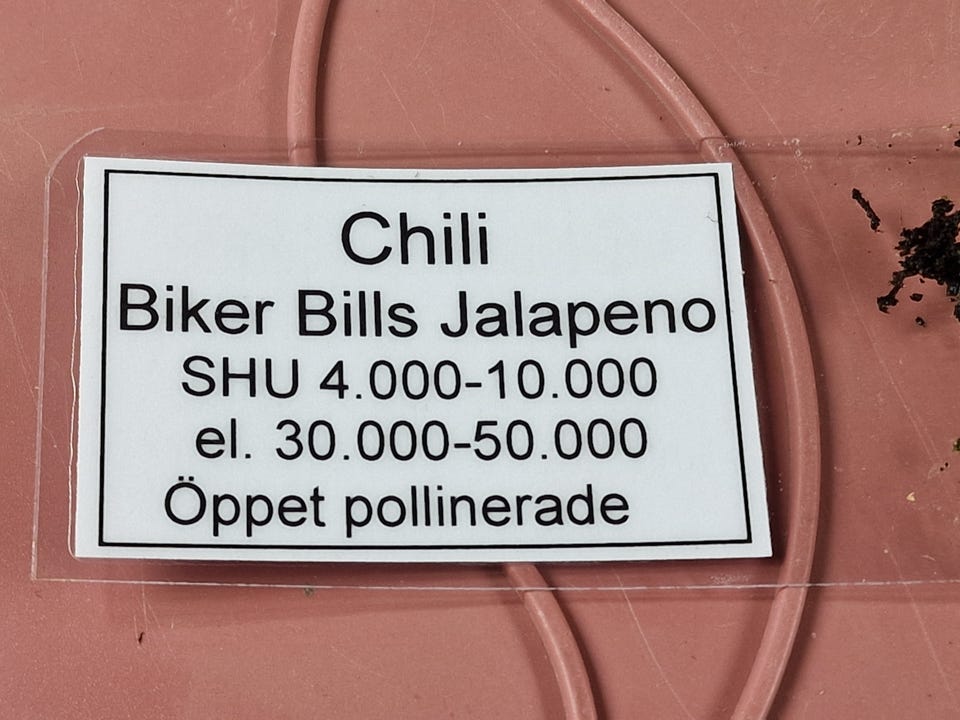 Chili
Biker Bills Jalapeno
SHU 4.000-10.000
el. 30.000-50.000
Öppet pollinerade